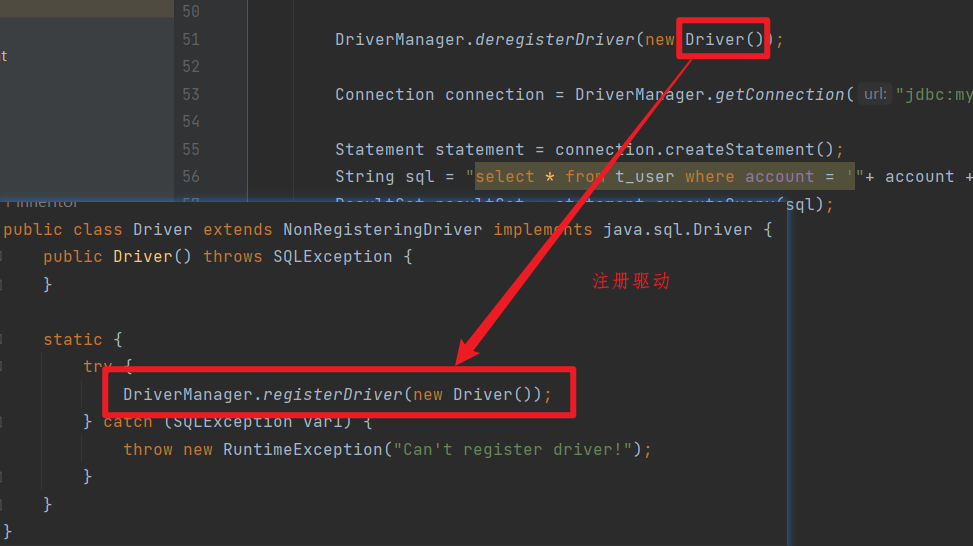 50
t
51 DriverManager.deregisterDriver(new Driver());
52
53 Connection connection = DriverManager.getConnection( url: "jdbc:my
54
55 Statement statement = connection.createStatement();
56 String sql = "select * from t_user where account = '"+ account +
sql);
public class Driver extends NonRegisteringDriver implements java.sql.Driver {
public Driver() throws SQLException {
}
注册驱动
static {
try {
DriverManager.registerDriver(new Driver());
} catch (SQLException var1) {
throw new RuntimeException("Can't register driver!");
}
}
}